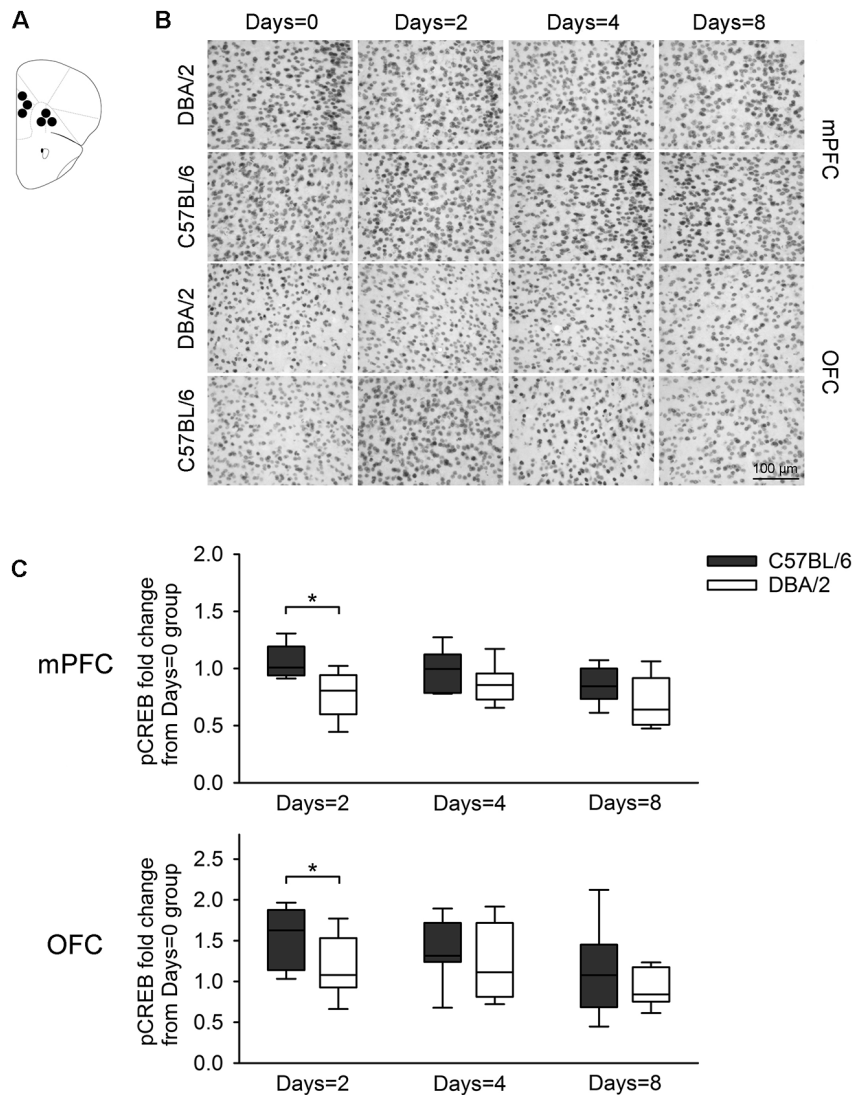 A
B
Days=0
Days=2
Days=4
Days=8
DBA/2
C57BL/6
mPFC
DBA/2
C57BL/6
OFC
100 µm
C
C57BL/6
DBA/2
mPFC
pCREB fold change
from Days=0 group
2.0
1.5
1.0
0.5
0.0
*
Days=2
Days=4
Days=8
OFC
pCREB fold change
from Days=0 group
2.5
2.0
1.5
1.0
0.5
0.0
*
Days=2
Days=4
Days=8